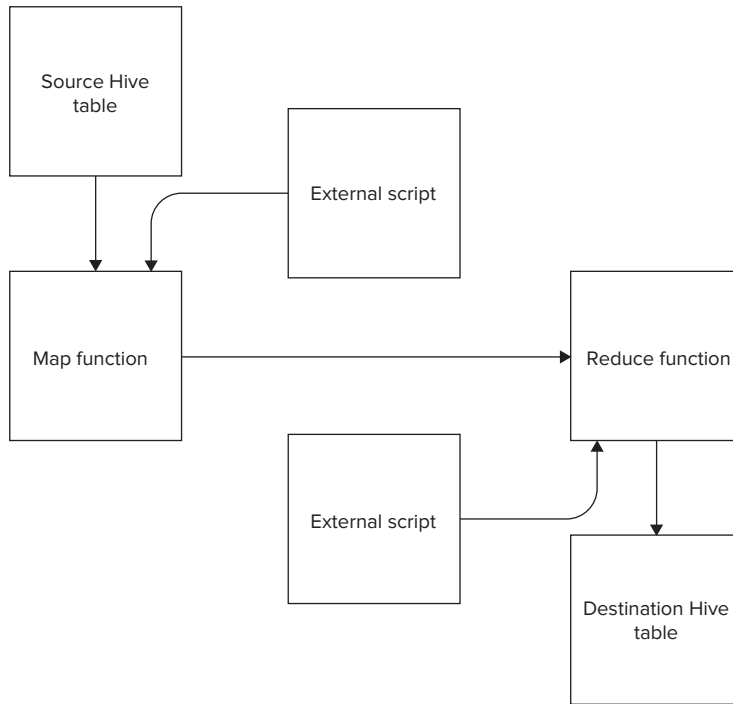 Source Hive
table
External script
Map function
Reduce function
External script
Destination Hive
table